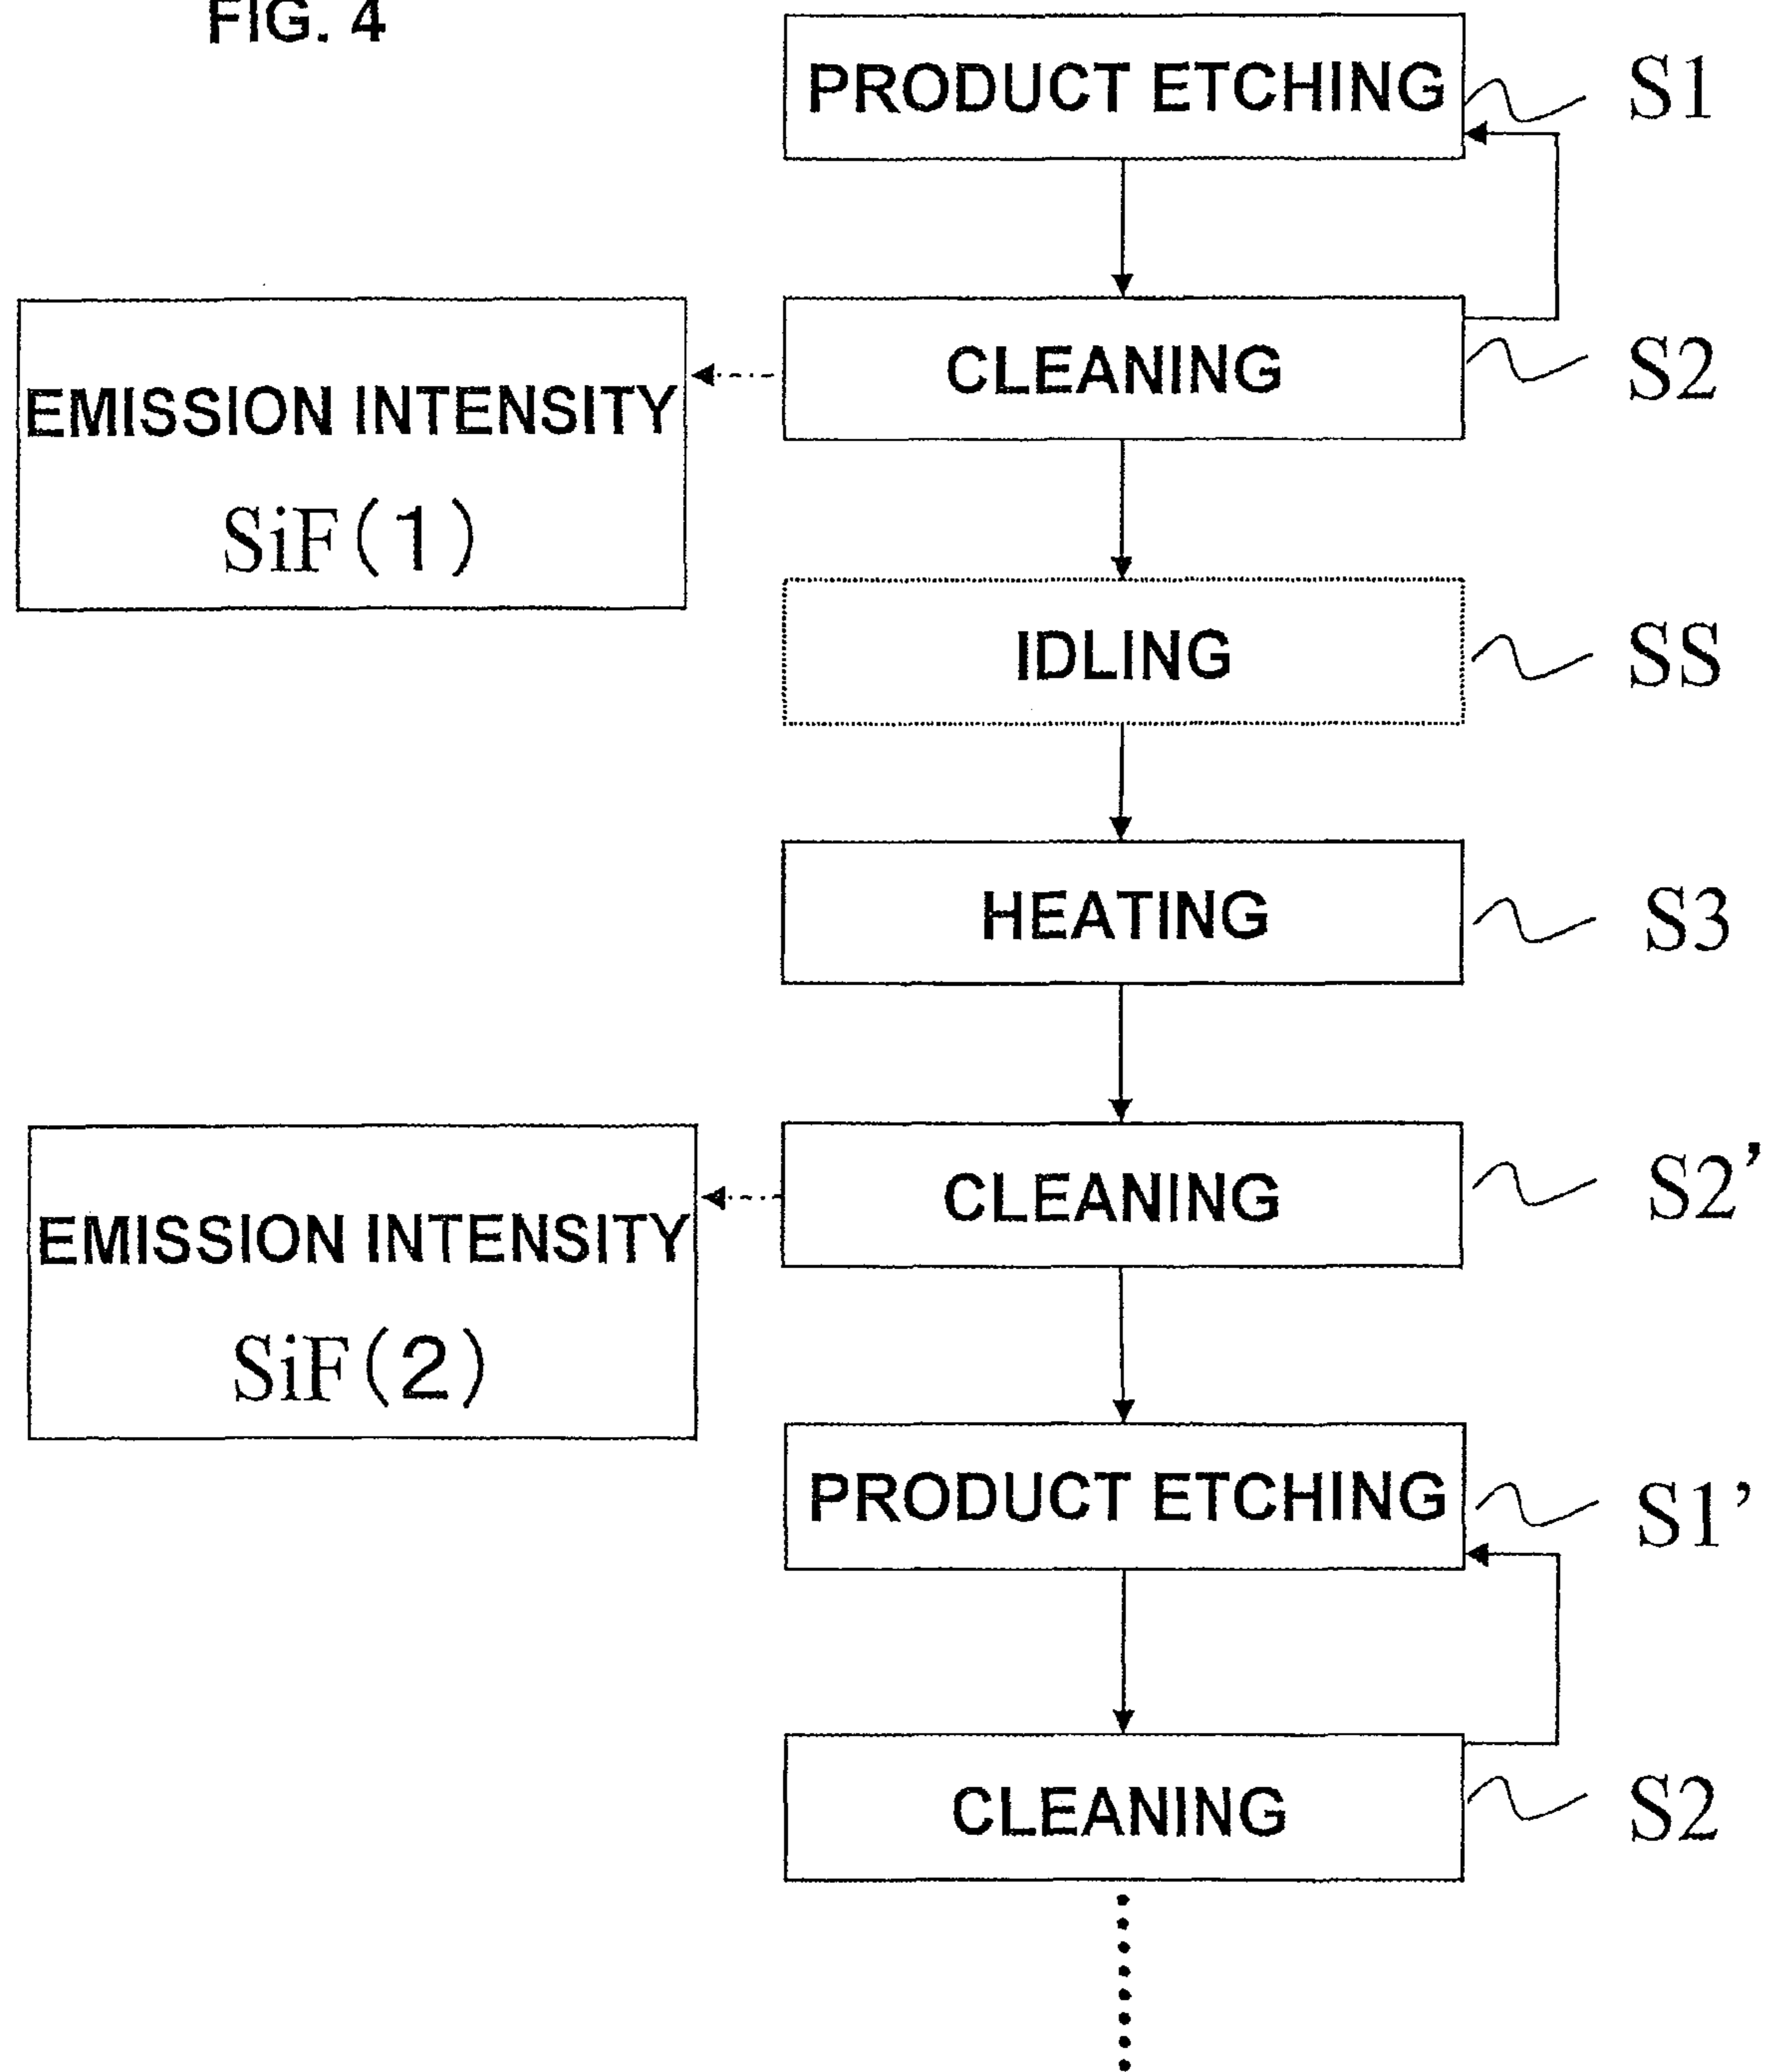 FIG. 4
PRODUCT ETCHING
S1
CLEANING
S2
EMISSION INTENSITY
SiF(1)
IDLING
SS
HEATING
S3
CLEANING
S2’
EMISSION INTENSITY
SiF(2)
PRODUCT ETCHING
S1’
CLEANING
S2